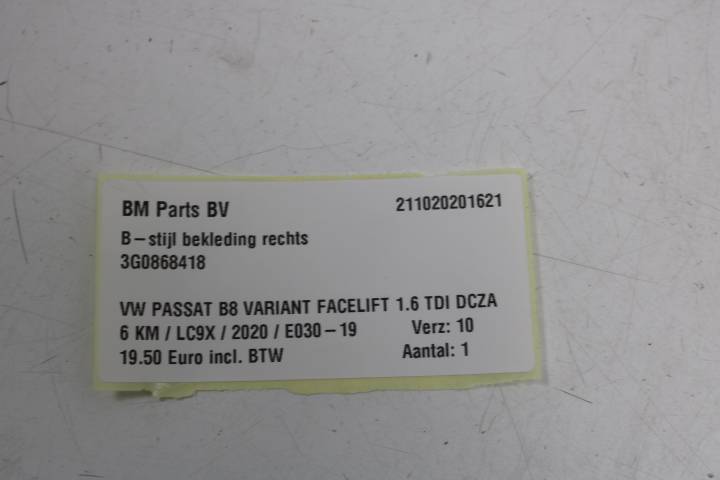 BM Parts BV 211020201621
B-stijl bekleding rechts
3G0868418
VW PASSAT B8 VARIANT FACELIFT 1.6 TDI DCZA
6 KM / LC9X / 2020 / E030-19 Verz: 10
19.50 Euro incl. BTW Aantal: 1